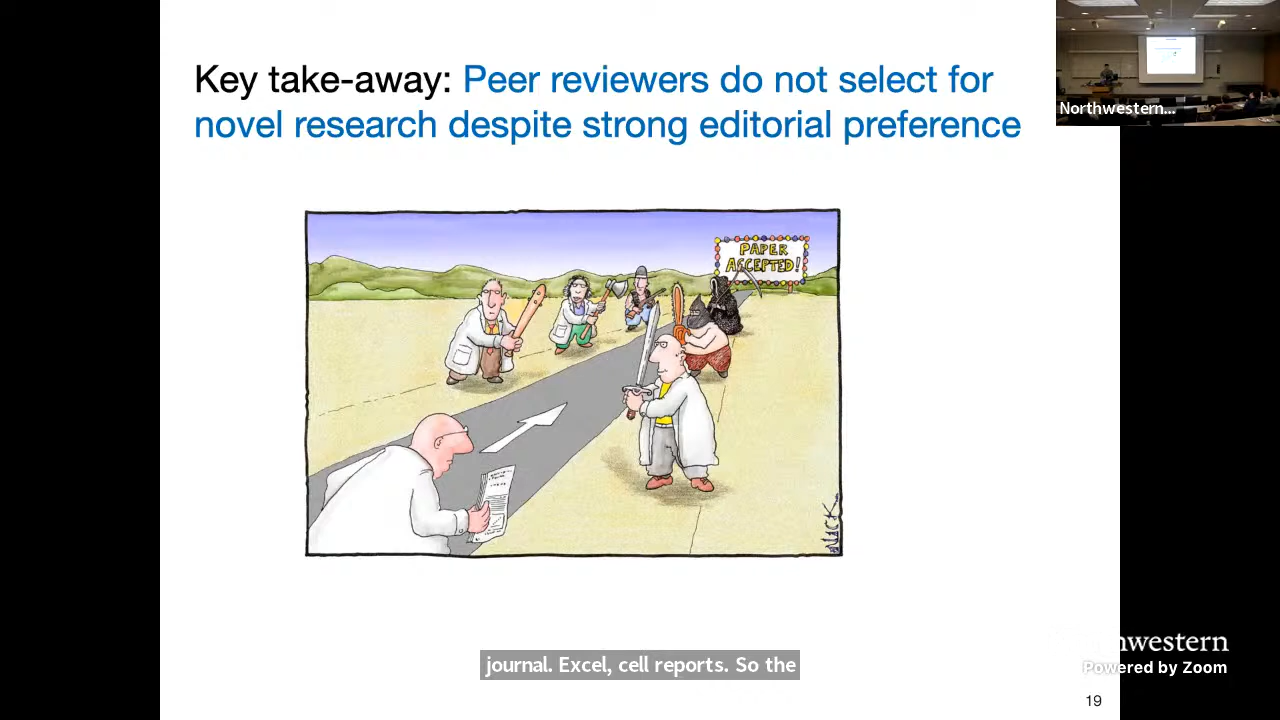 Key take-away: Peer reviewers do not select for
novel research despite strong editorial preference
Northwestern...
PAPER
ACCEPTED!
journal. Excel, cell reports. So the
western
Powered by Zoom
19